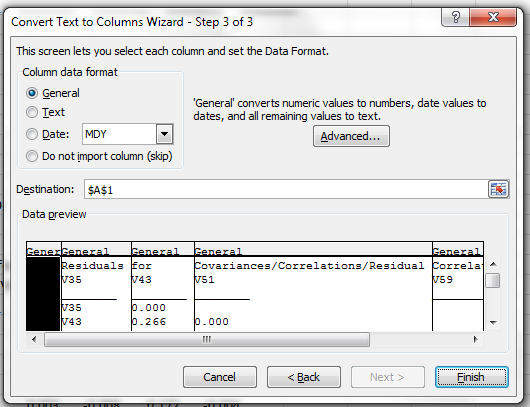 Convert Text to Columns Wizard - Step 3 of 3
This screen lets you select each column and set the Data Format.
Column data format
General
Text
Date: MDY
Do not import column (skip)
'General' converts numeric values to numbers, date values to
dates, and all remaining values to text.
Advanced...
Destination: $A$1
Data preview
Gener General General General General
Residuals for Covariances/Correlations/Residual Correla
V35 V43 V51 V59
V35 0.000
V43 0.266 0.000
Cancel < Back Next > Finish